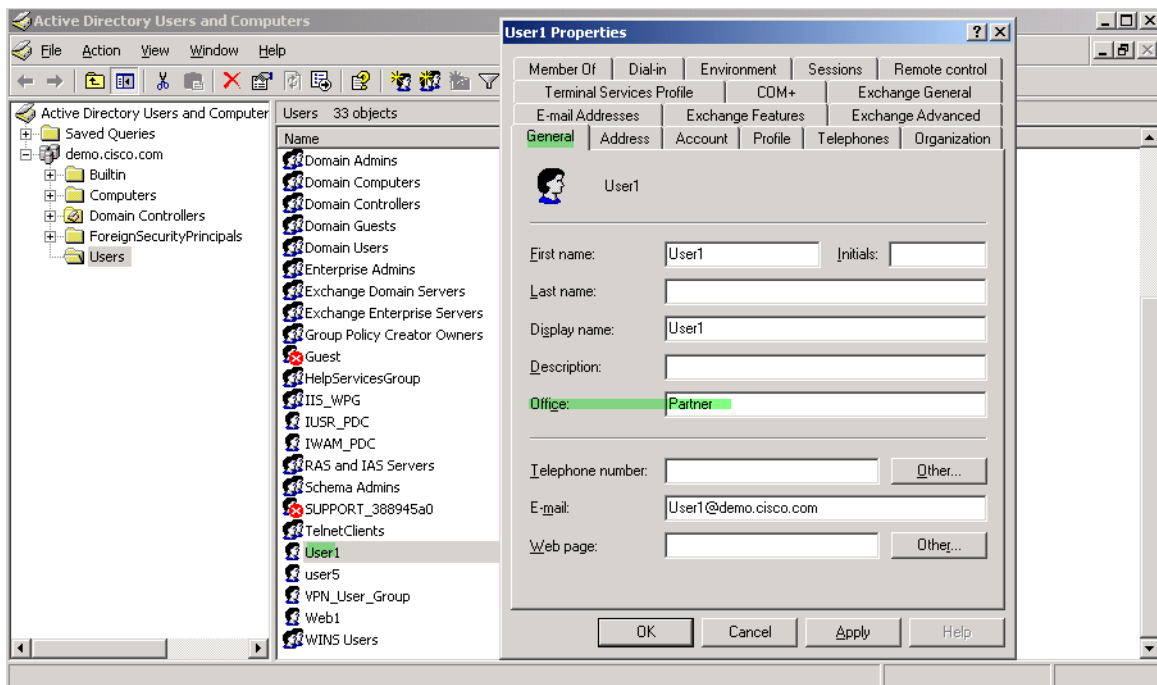 Active Directory Users and Computers
File Action View Window Help
Active Directory Users and Computer
Saved Queries
demo.cisco.com
Builtin
Computers
Domain Controllers
ForeignSecurityPrincipals
Users
Users 33 objects
Name
Domain Admins
Domain Computers
Domain Controllers
Domain Guests
Domain Users
Enterprise Admins
Exchange Domain Servers
Exchange Enterprise Servers
Group Policy Creator Owners
Guest
HelpServicesGroup
IIS_WPG
IUSR_PDC
IWAM_PDC
RAS and IAS Servers
Schema Admins
SUPPORT_388945a0
TelnetClients
User1
user5
VPN_User_Group
Web1
WINS Users
User1 Properties
Member Of Dial-in Environment Sessions Remote control
Terminal Services Profile COM+ Exchange General
E-mail Addresses Exchange Features Exchange Advanced
General Address Account Profile Telephones Organization
User1
First name: User1 Initials:
Last name:
Display name: User1
Description:
Office: Partner
Telephone number: Other...
E-mail: User1@demo.cisco.com
Web page: Other...
OK Cancel Apply Help